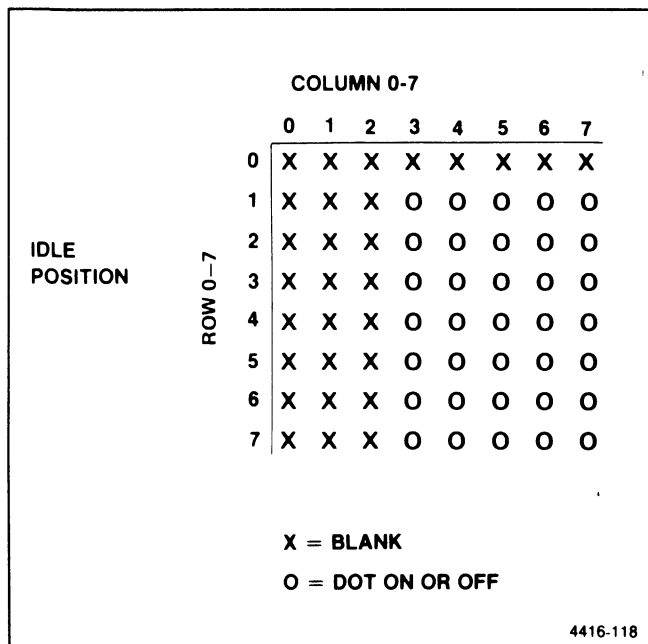 COLUMN 0-7
0 1 2 3 4 5 6 7
0 X X X X X X X X
1 X X X O O O O O
2 X X X O O O O O
3 X X X O O O O O
4 X X X O O O O O
5 X X X O O O O O
6 X X X O O O O O
7 X X X O O O O O
IDLE
POSITION
ROW 0–7
X = BLANK
O = DOT ON OR OFF
4416-118